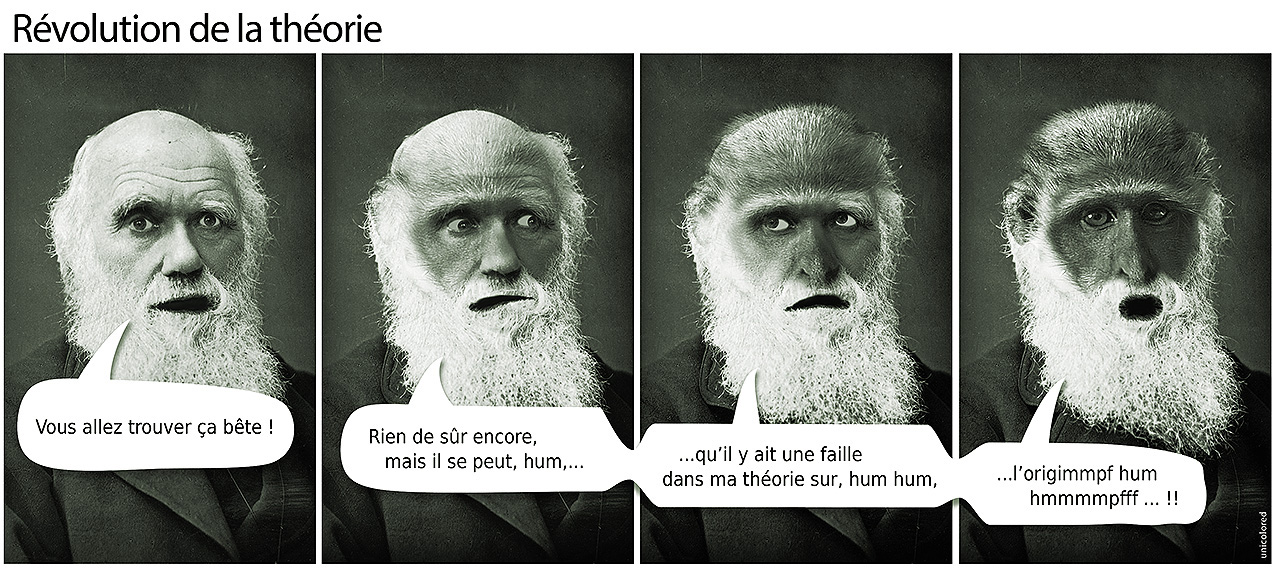 Révolution de la théorie
Vous allez trouver ça bête !
Rien de sûr encore,
mais il se peut, hum,...
...qu'il y ait une faille
dans ma théorie sur, hum hum,
...l'origimmpf hum
hmmmmpfff ... !!
unicolored